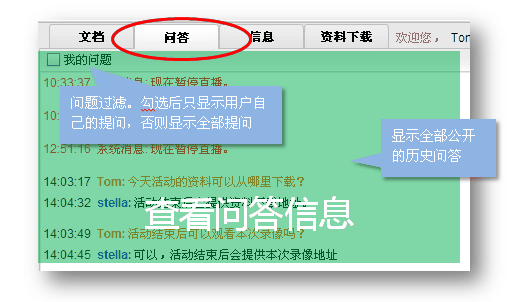 文档 问答 信息 资料下载 欢迎您， Tom
我的问题
10:33:37 系统消息: 现在暂停直播。
问题过滤。勾选后只显示用户自
己的提问，否则显示全部提问
10:
显示全部公开
的历史问答
12:51:16 系统消息: 现在暂停直播。
14:03:17 Tom: 今天活动的资料可以从哪里下载？
14:04:32 stella: 活动结束后
查看问答信息
14:03:49 Tom: 活动结束后可以观看本次录像吗？
14:04:45 stella: 可以，活动结束后会提供本次录像地址